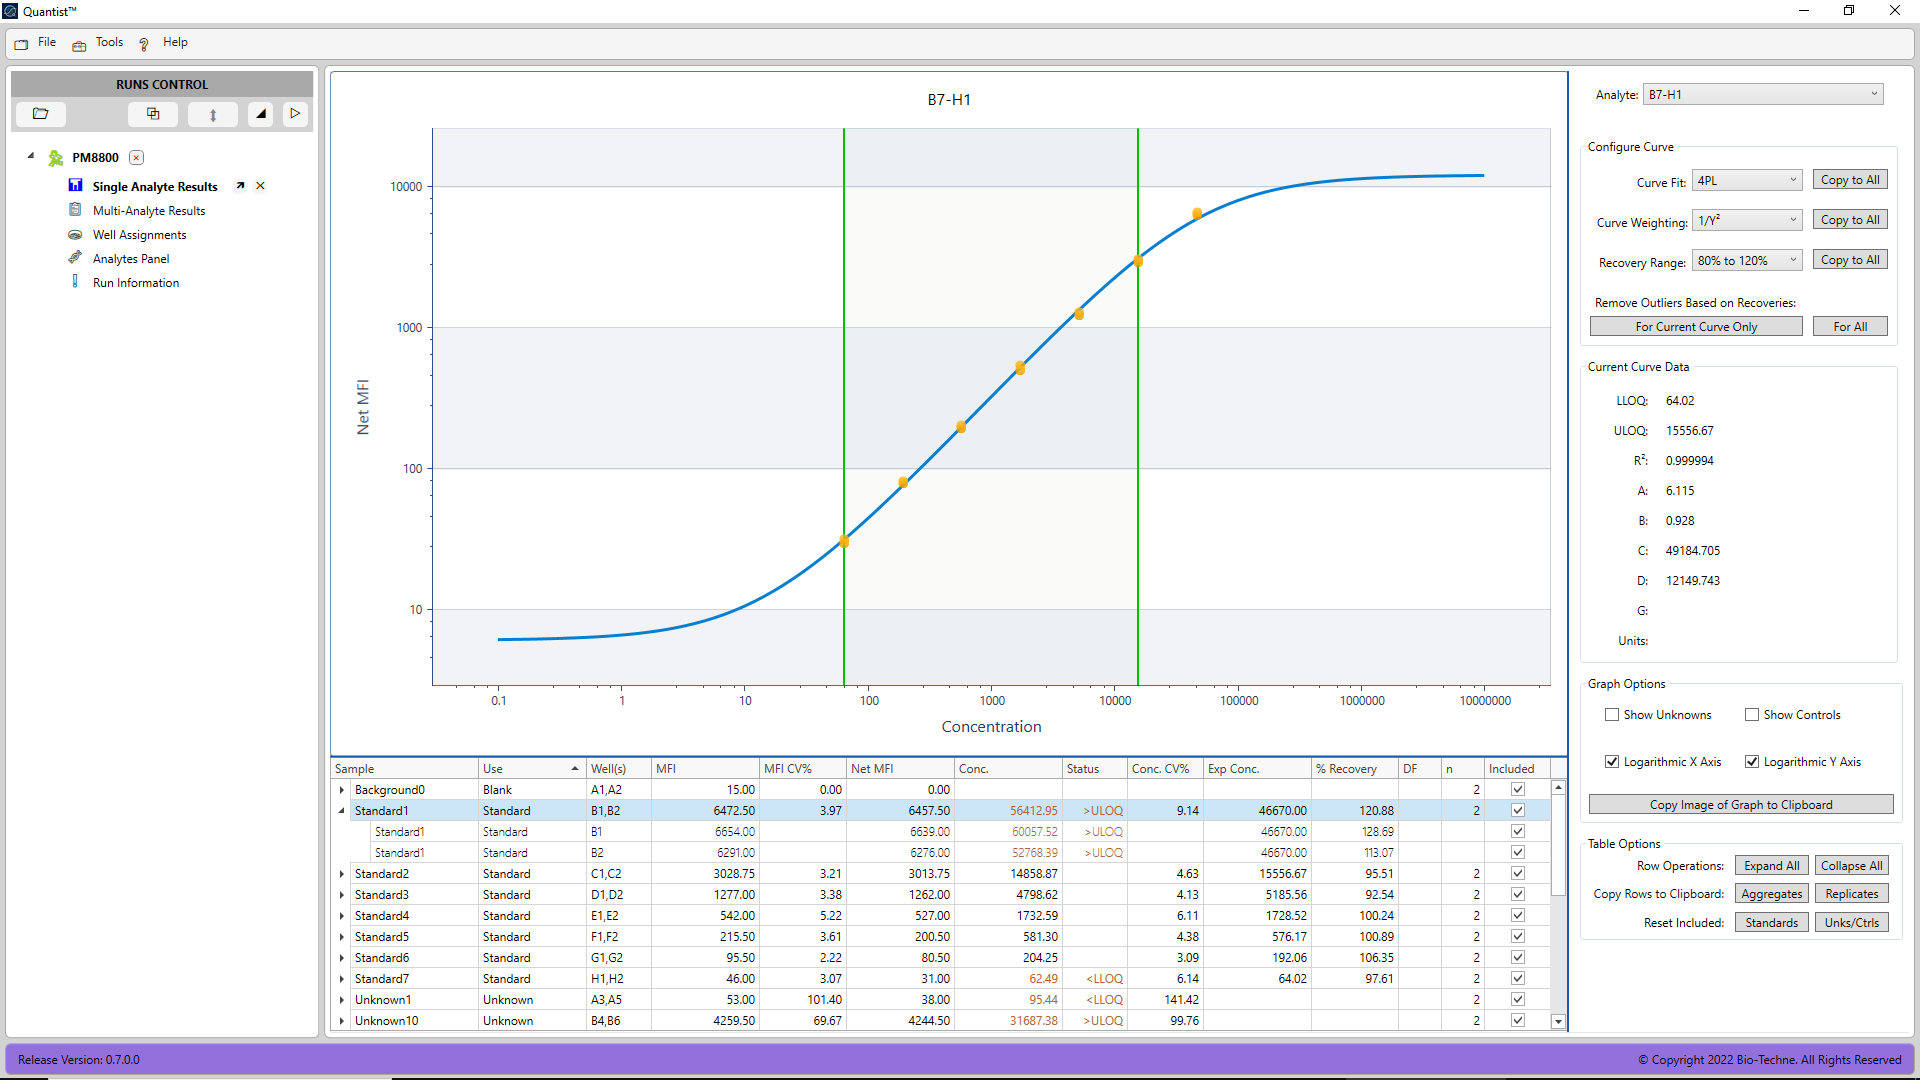 Quantist™
File Tools Help
RUNS CONTROL
PM8800
Single Analyte Results
Multi-Analyte Results
Well Assignments
Analytes Panel
Run Information
B7-H1
Net MFI
10000
1000
100
10
0.1 1 10 100 1000 10000 100000 1000000 10000000
Concentration
Sample Use Well(s) MFI MFI CV% Net MFI Conc. Status Conc. CV% Exp Conc. % Recovery DF n Included
Background0 Blank A1,A2 15.00 0.00 0.00 2
Standard1 Standard B1,B2 6472.50 3.97 6457.50 56412.95 >ULOQ 9.14 46670.00 120.88 2
Standard1 Standard B1 6654.00 6639.00 60057.52 >ULOQ 46670.00 128.69
Standard1 Standard B2 6291.00 6276.00 52768.39 >ULOQ 46670.00 113.07
Standard2 Standard C1,C2 3028.75 3.21 3013.75 14858.87 4.63 15556.67 95.51 2
Standard3 Standard D1,D2 1277.00 3.38 1262.00 4798.62 4.13 5185.56 92.54 2
Standard4 Standard E1,E2 542.00 5.22 527.00 1732.59 6.11 1728.52 100.24 2
Standard5 Standard F1,F2 215.50 3.61 200.50 581.30 4.38 576.17 100.89 2
Standard6 Standard G1,G2 95.50 2.22 80.50 204.25 3.09 192.06 106.35 2
Standard7 Standard H1,H2 46.00 3.07 31.00 62.49 <LLOQ 6.14 64.02 97.61 2
Unknown1 Unknown A3,A5 53.00 101.40 38.00 95.44 <LLOQ 141.42 2
Unknown10 Unknown B4,B6 4259.50 69.67 4244.50 31687.38 >ULOQ 99.76 2
Analyte: B7-H1
Configure Curve
Curve Fit: 4PL Copy to All
Curve Weighting: 1/Y² Copy to All
Recovery Range: 80% to 120% Copy to All
Remove Outliers Based on Recoveries:
For Current Curve Only For All
Current Curve Data
LLOQ: 64.02
ULOQ: 15556.67
R²: 0.999994
A: 6.115
B: 0.928
C: 49184.705
D: 12149.743
G:
Units:
Graph Options
Show Unknowns Show Controls
Logarithmic X Axis Logarithmic Y Axis
Copy Image of Graph to Clipboard
Table Options
Row Operations: Expand All Collapse All
Copy Rows to Clipboard: Aggregates Replicates
Reset Included: Standards Unks/Ctrls
Release Version: 0.7.0.0
© Copyright 2022 Bio-Techne. All Rights Reserved